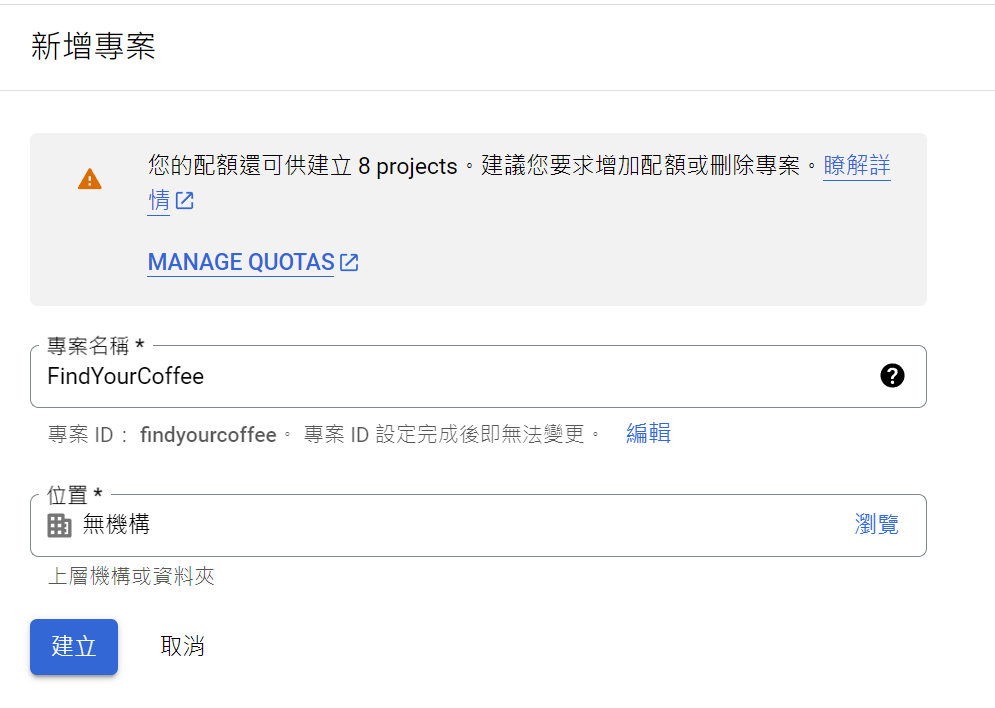 新增專案
您的配額還可供建立 8 projects。建議您要求增加配額或刪除專案。瞭解詳
情
MANAGE QUOTAS
專案名稱 *
FindYourCoffee
專案 ID： findyourcoffee。 專案 ID 設定完成後即無法變更。 編輯
位置 *
無機構 瀏覽
上層機構或資料夾
建立 取消